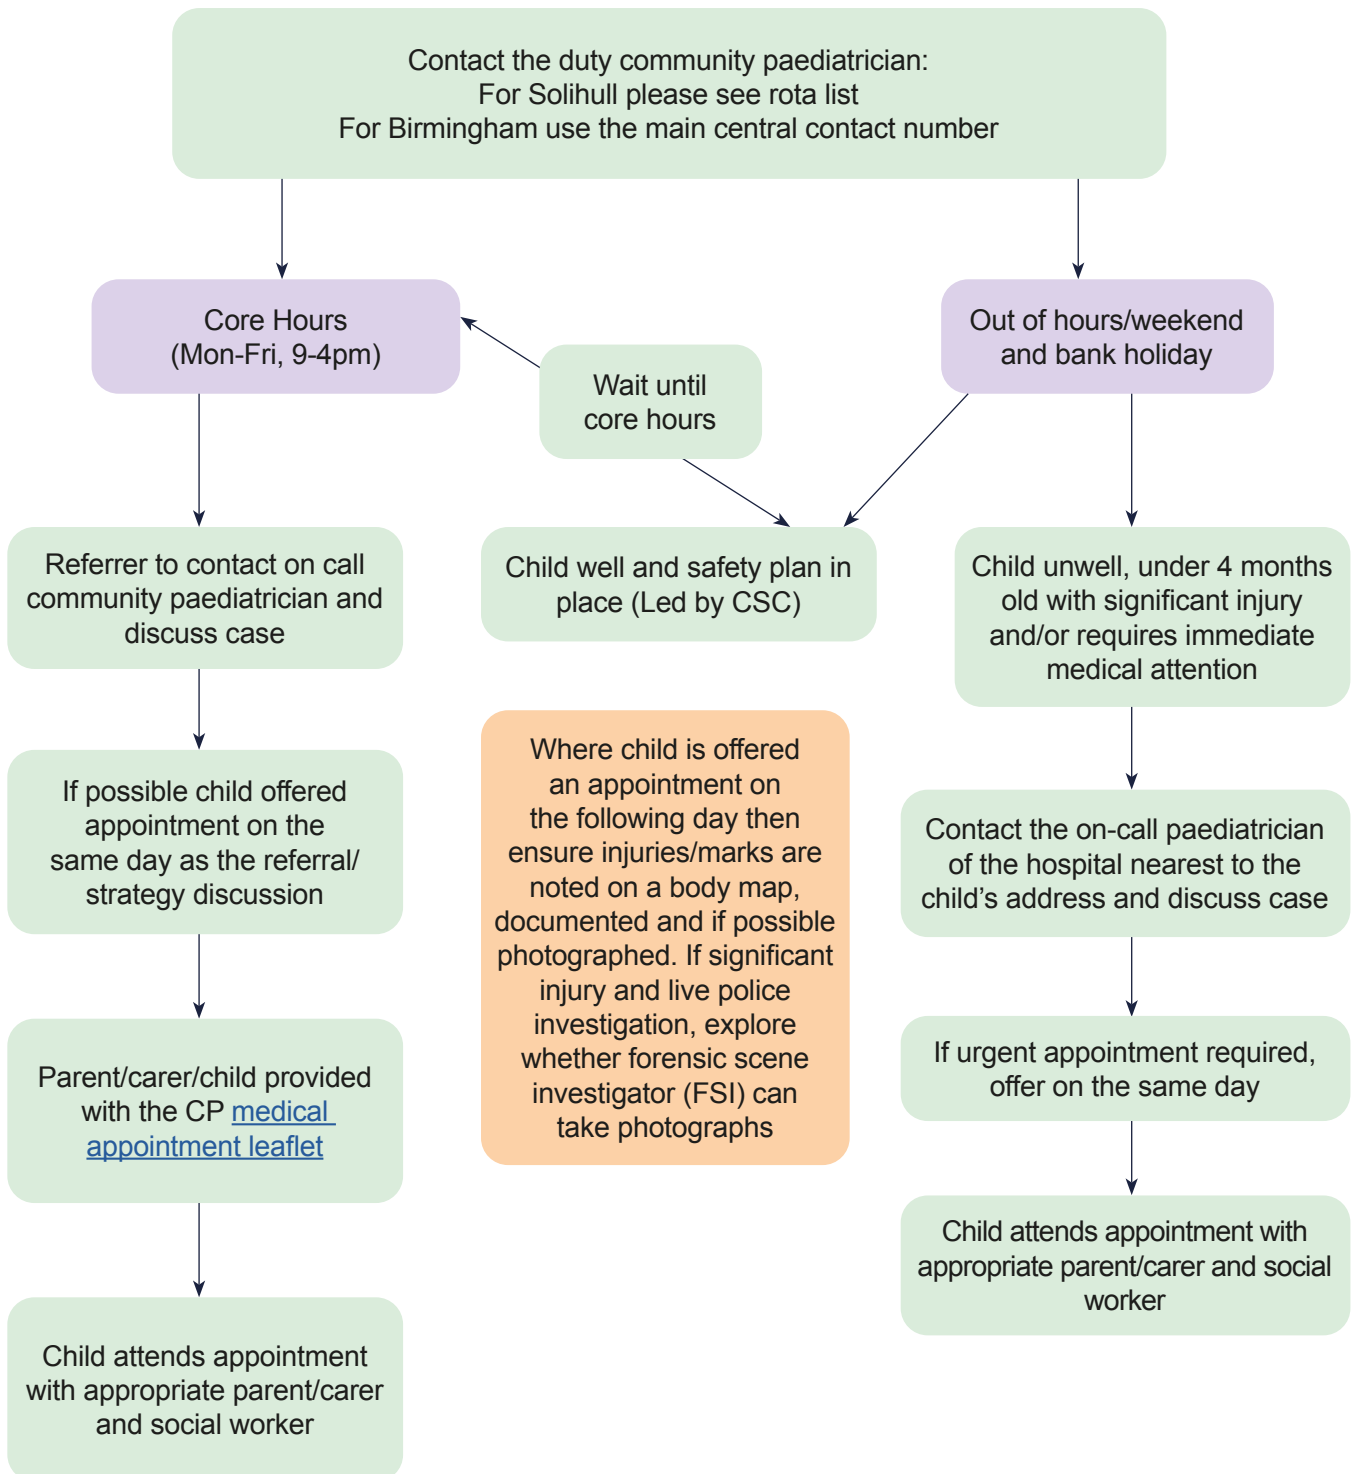 Contact the duty community paediatrician:
For Solihull please see rota list
For Birmingham use the main central contact number
Core Hours
(Mon-Fri, 9-4pm)
Out of hours/weekend
and bank holiday
Wait until
core hours
Referrer to contact on call
community paediatrician and
discuss case
Child well and safety plan in
place (Led by CSC)
Child unwell, under 4 months
old with significant injury
and/or requires immediate
medical attention
If possible child offered
appointment on the
same day as the referral/
strategy discussion
Where child is offered
an appointment on
the following day then
ensure injuries/marks are
noted on a body map,
documented and if possible
photographed. If significant
injury and live police
investigation, explore
whether forensic scene
investigator (FSI) can
take photographs
Contact the on-call paediatrician
of the hospital nearest to the
child’s address and discuss case
Parent/carer/child provided
with the CP medical
appointment leaflet
If urgent appointment required,
offer on the same day
Child attends appointment with
appropriate parent/carer and social
worker
Child attends appointment
with appropriate parent/carer
and social worker